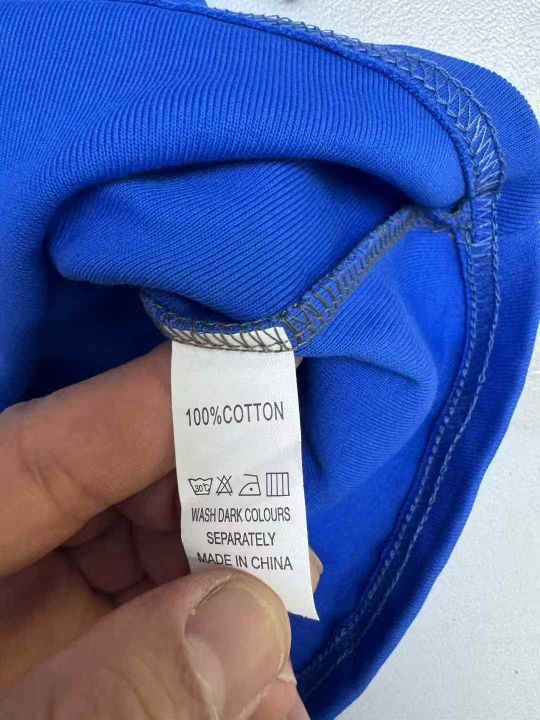 100%COTTON
30℃
WASH DARK COLOURS
SEPARATELY
MADE IN CHINA